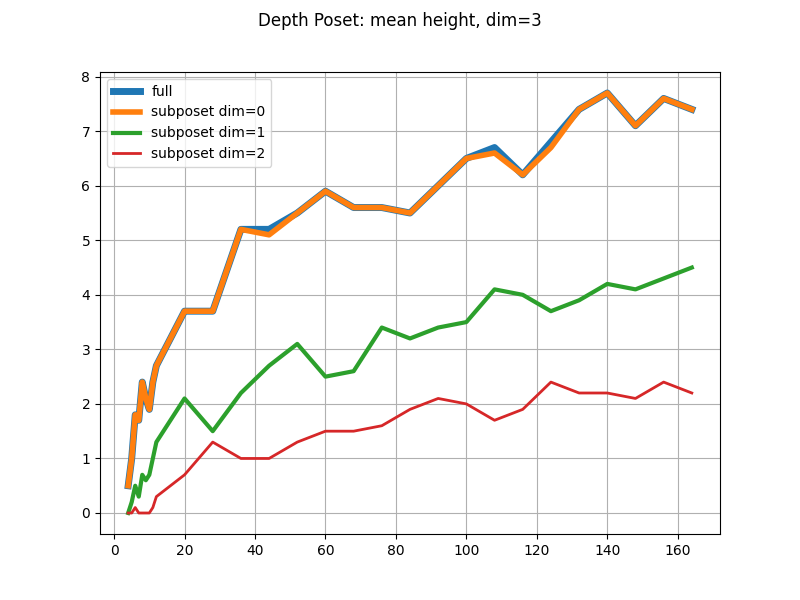 Depth Poset: mean height, dim=3
full
subposet dim=0
subposet dim=1
subposet dim=2
8
7
6
5
4
3
2
1
0
0 20 40 60 80 100 120 140 160